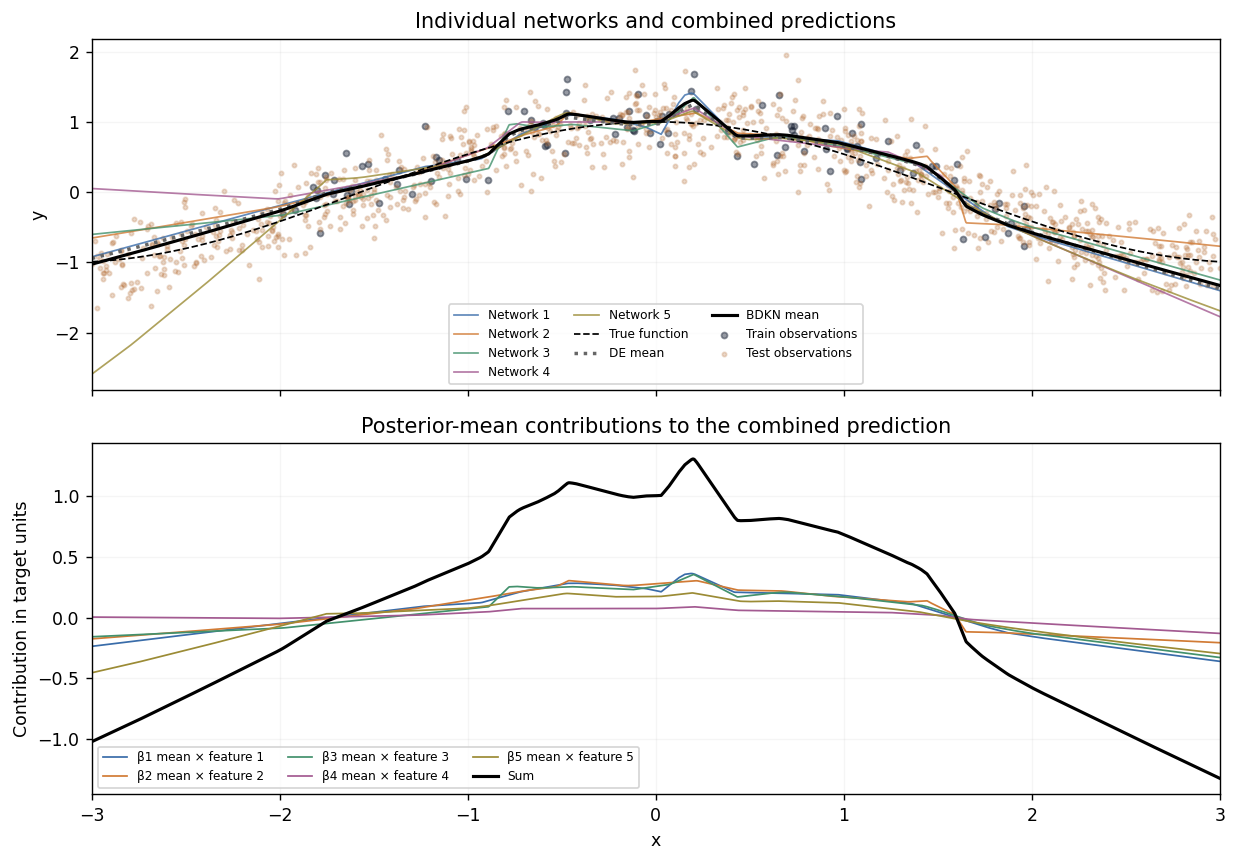 Individual networks and combined predictions
2
1
0
−1
−2
y
Network 1
Network 2
Network 3
Network 4
Network 5
True function
DE mean
BDKN mean
Train observations
Test observations
Posterior-mean contributions to the combined prediction
1.0
0.5
0.0
−0.5
−1.0
Contribution in target units
β1 mean × feature 1
β2 mean × feature 2
β3 mean × feature 3
β4 mean × feature 4
β5 mean × feature 5
Sum
−3
−2
−1
0
1
2
3
x